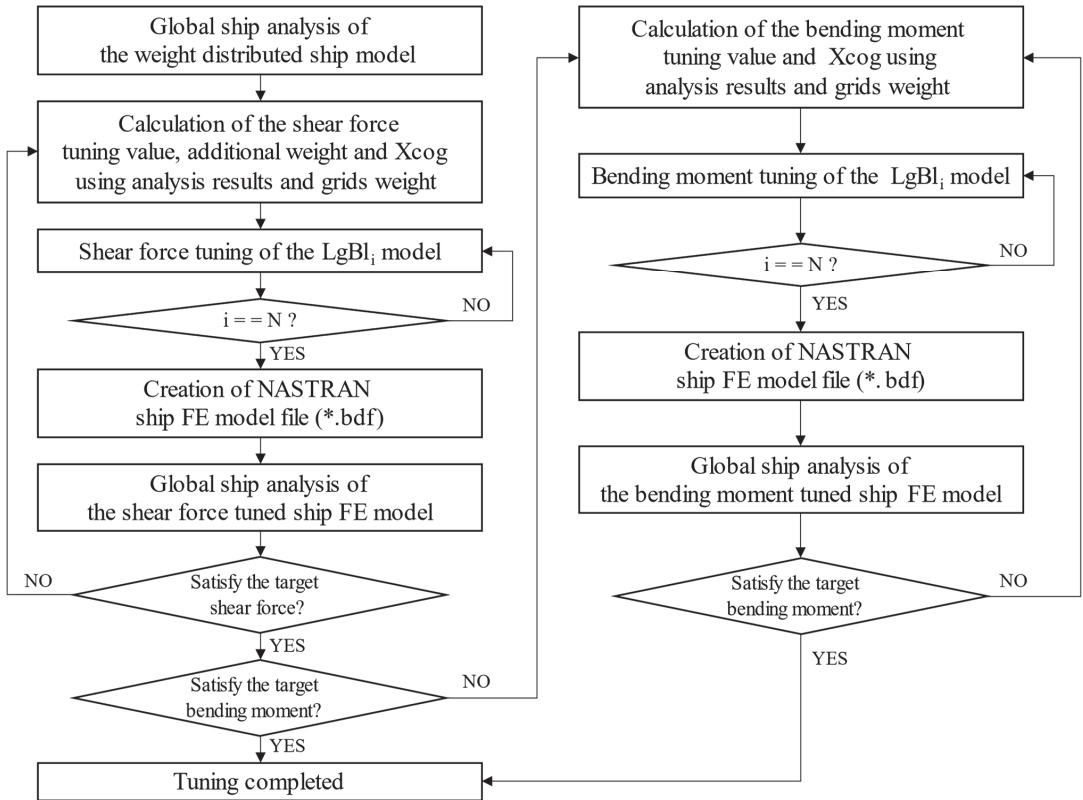 Global ship analysis of
the weight distributed ship model
Calculation of the shear force
tuning value, additional weight and Xcog
using analysis results and grids weight
Shear force tuning of the LgBl i model
i = = N ?
NO
YES
Creation of NASTRAN
ship FE model file (*.bdf)
Global ship analysis of
the shear force tuned ship FE model
Satisfy the target
shear force?
NO
YES
Satisfy the target
bending moment?
NO
YES
Tuning completed
Calculation of the bending moment
tuning value and Xcog using
analysis results and grids weight
Bending moment tuning of the LgBl i model
i = = N ?
NO
YES
Creation of NASTRAN
ship FE model file (*. bdf)
Global ship analysis of
the bending moment tuned ship FE model
Satisfy the target
bending moment?
NO
YES